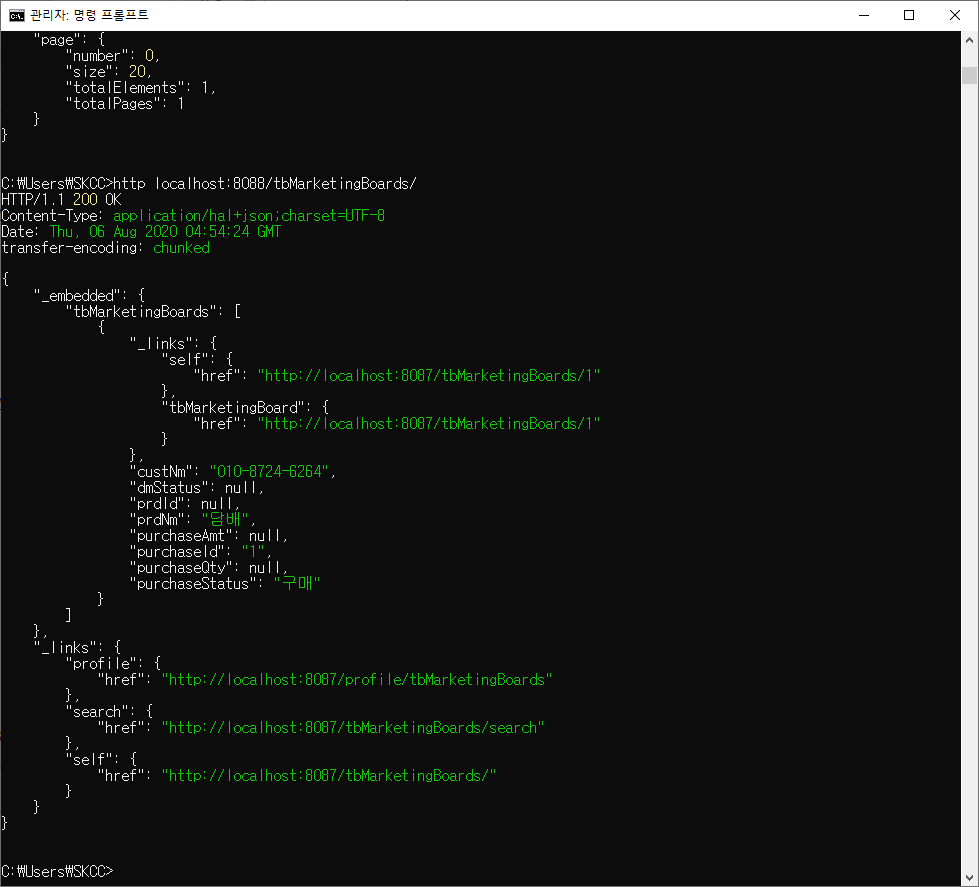 관리자: 명령 프롬프트
    "page": {
        "number": 0,
        "size": 20,
        "totalElements": 1,
        "totalPages": 1
    }
}
C:\Users\SKCC>http localhost:8088/tbMarketingBoards/
HTTP/1.1 200 OK
Content-Type: application/hal+json;charset=UTF-8
Date: Thu, 06 Aug 2020 04:54:24 GMT
transfer-encoding: chunked
{
    "_embedded": {
        "tbMarketingBoards": [
            {
                "_links": {
                    "self": {
                        "href": "http://localhost:8087/tbMarketingBoards/1"
                    },
                    "tbMarketingBoard": {
                        "href": "http://localhost:8087/tbMarketingBoards/1"
                    }
                },
                "custNm": "010-8724-6264",
                "dmStatus": null,
                "prdId": null,
                "prdNm": "담배",
                "purchaseAmt": null,
                "purchaseId": "1",
                "purchaseQty": null,
                "purchaseStatus": "구매"
            }
        ]
    },
    "_links": {
        "profile": {
            "href": "http://localhost:8087/profile/tbMarketingBoards"
        },
        "search": {
            "href": "http://localhost:8087/tbMarketingBoards/search"
        },
        "self": {
            "href": "http://localhost:8087/tbMarketingBoards/"
        }
    }
}
C:\Users\SKCC>